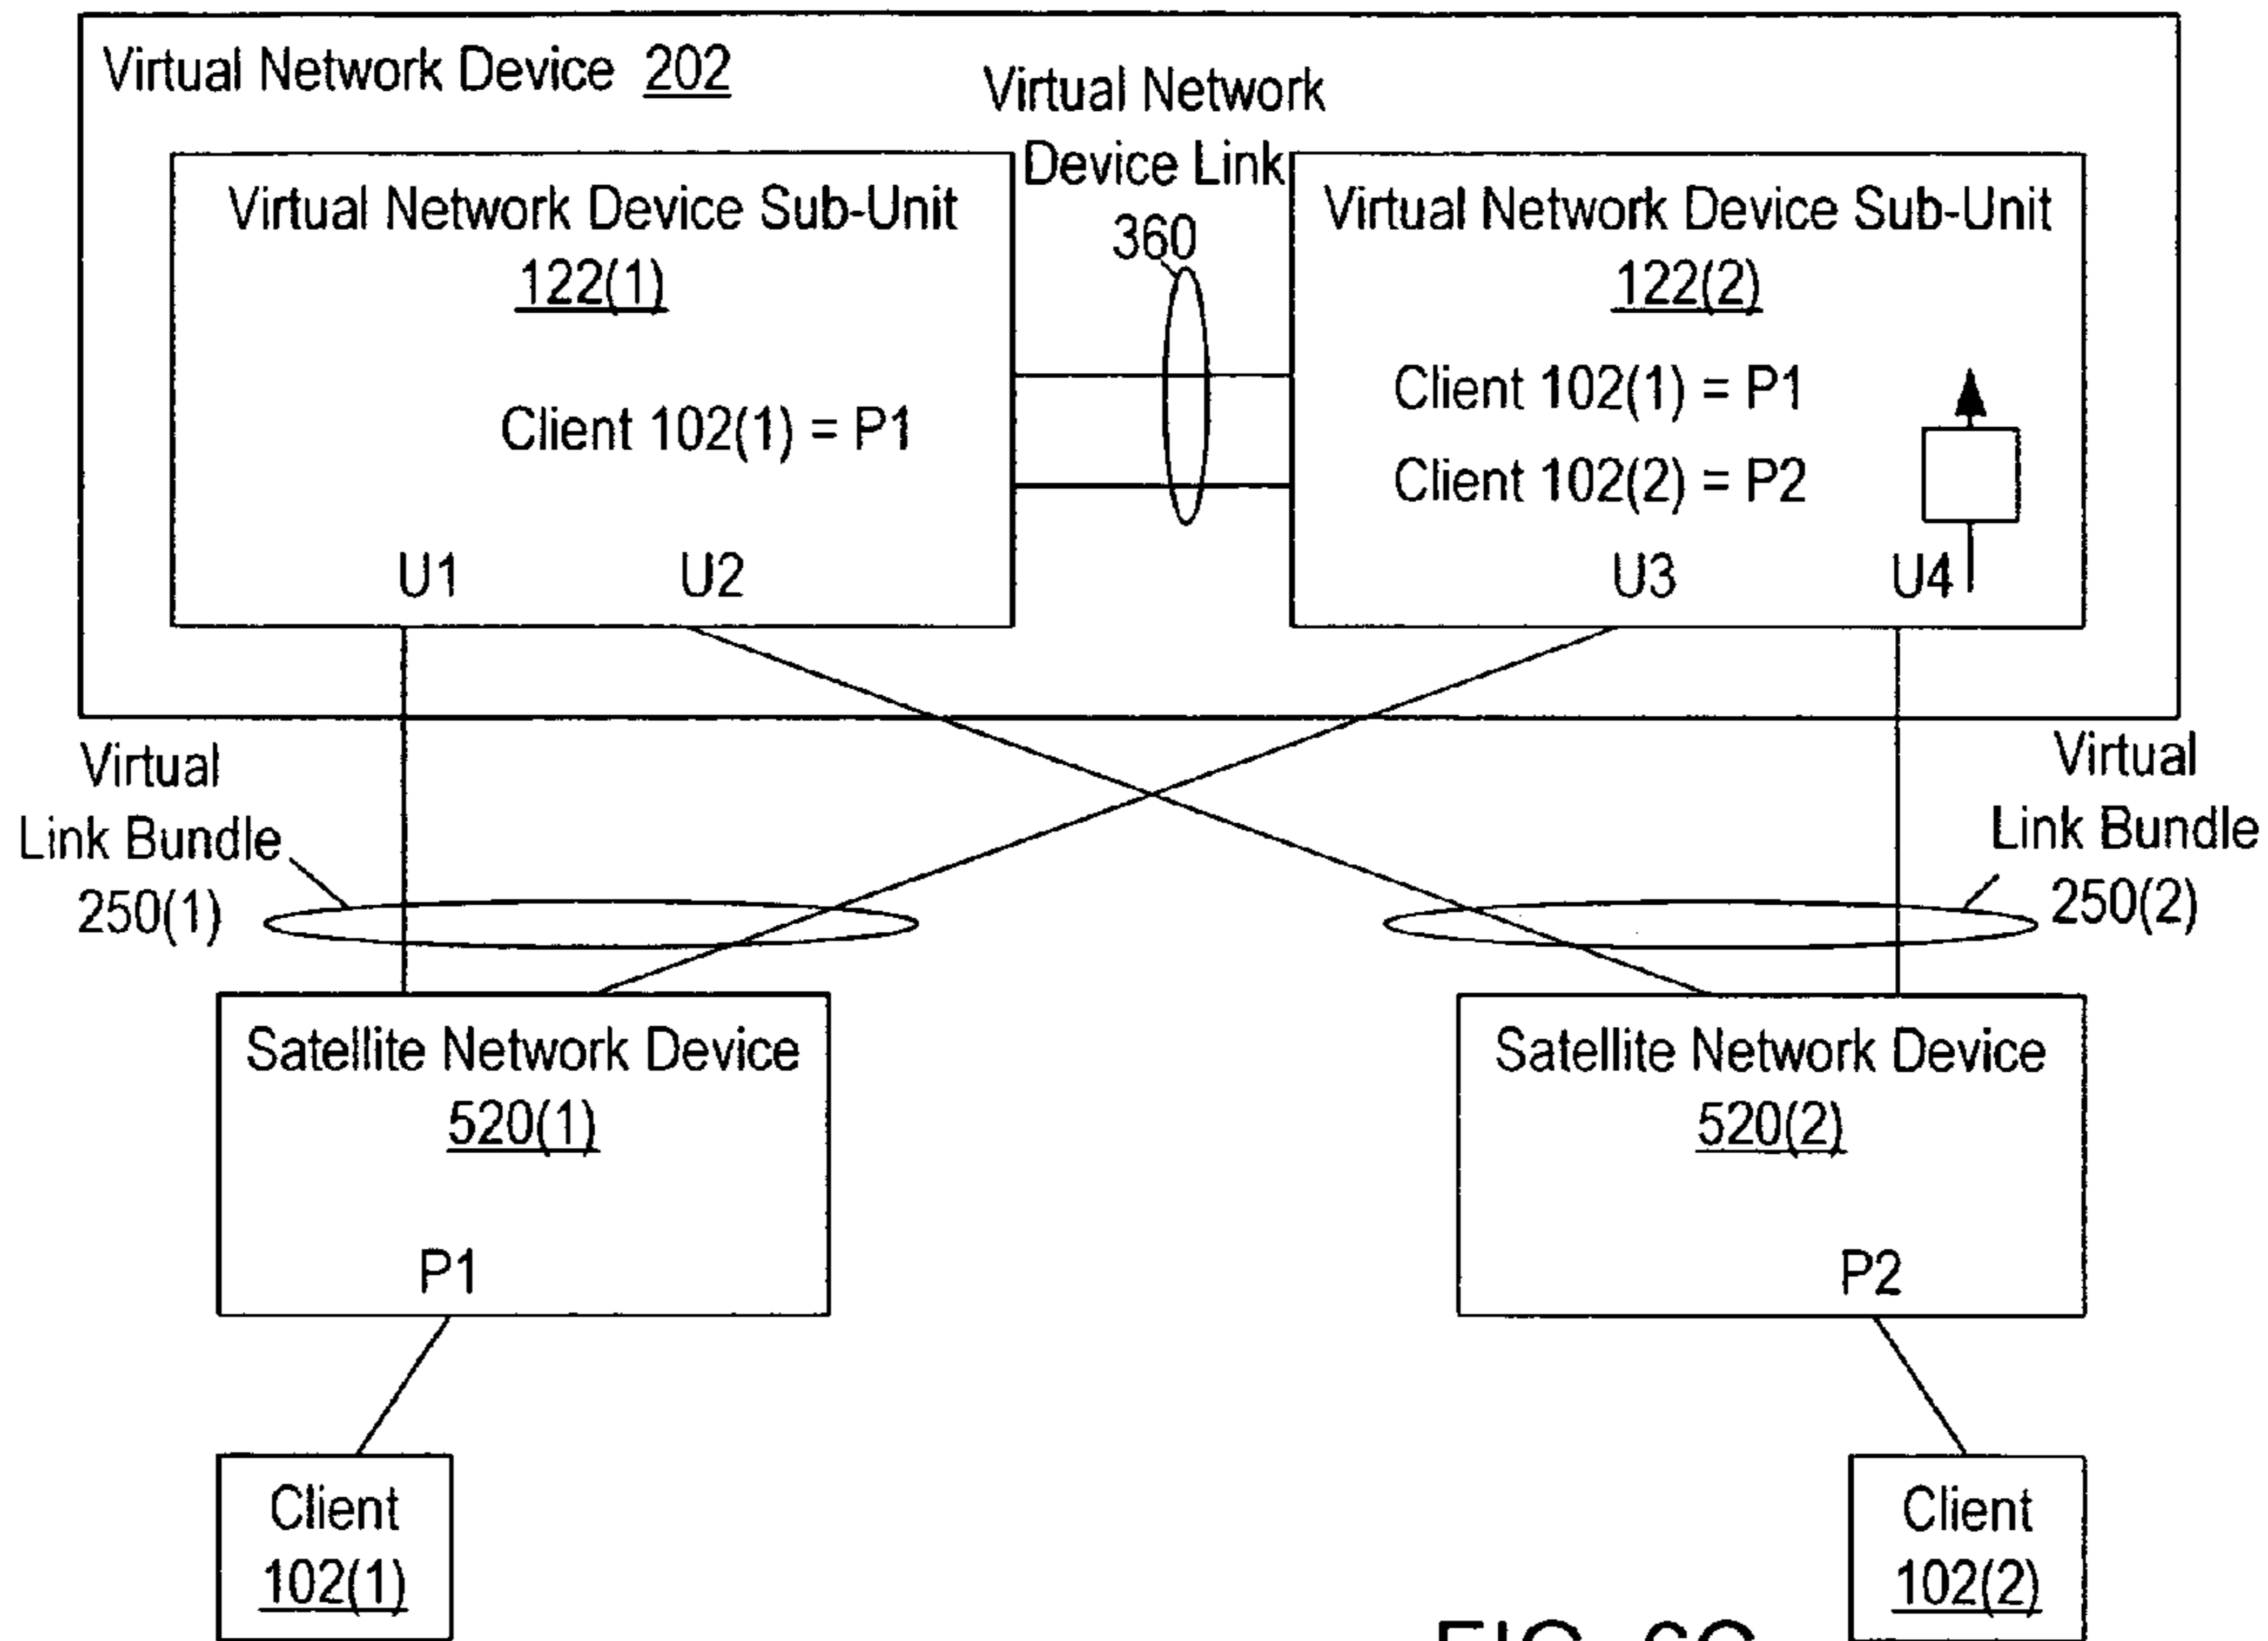 Virtual Network Device 202
Virtual Network
Device Link
360
Virtual Network Device Sub-Unit
122(1)
Client 102(1) = P1
U1
U2
Virtual Network Device Sub-Unit
122(2)
Client 102(1) = P1
Client 102(2) = P2
U3
U4
Virtual
Link Bundle
250(1)
Virtual
Link Bundle
250(2)
Satellite Network Device
520(1)
P1
Satellite Network Device
520(2)
P2
Client
102(1)
Client
102(2)